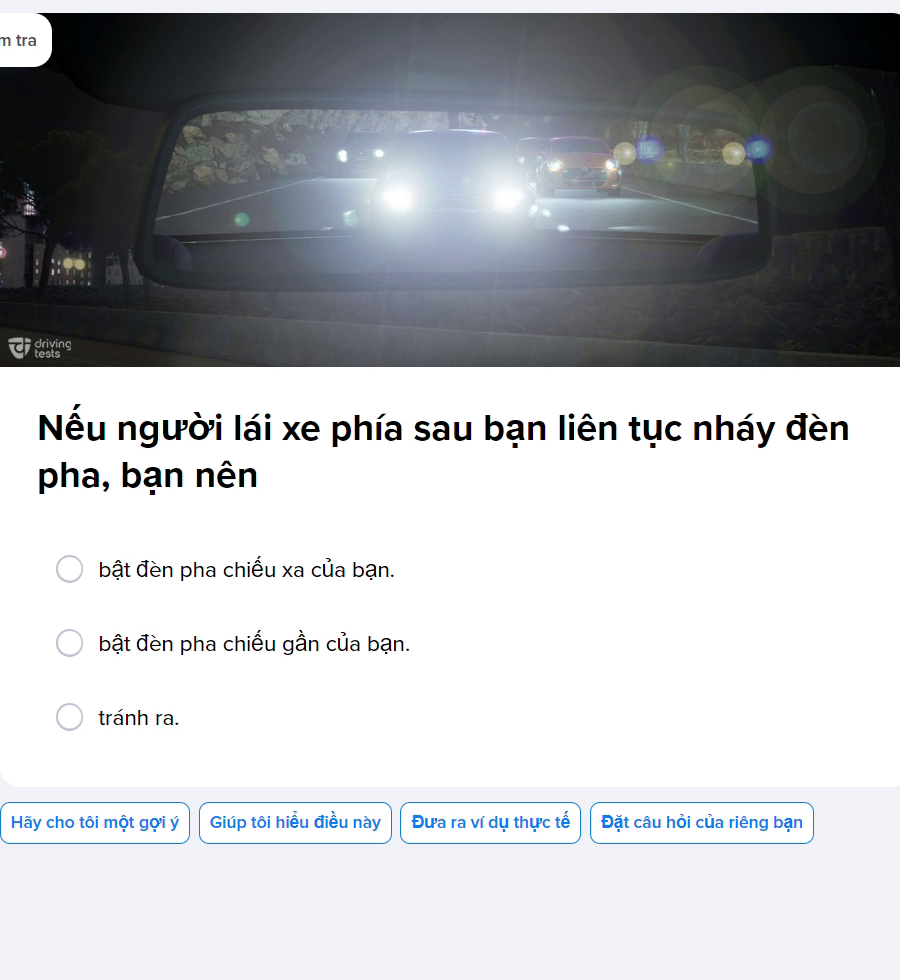 m tra
driving
tests
Nếu người lái xe phía sau bạn liên tục nháy đèn
pha, bạn nên
bật đèn pha chiếu xa của bạn.
bật đèn pha chiếu gần của bạn.
tránh ra.
Hãy cho tôi một gợi ý
Giúp tôi hiểu điều này
Đưa ra ví dụ thực tế
Đặt câu hỏi của riêng bạn